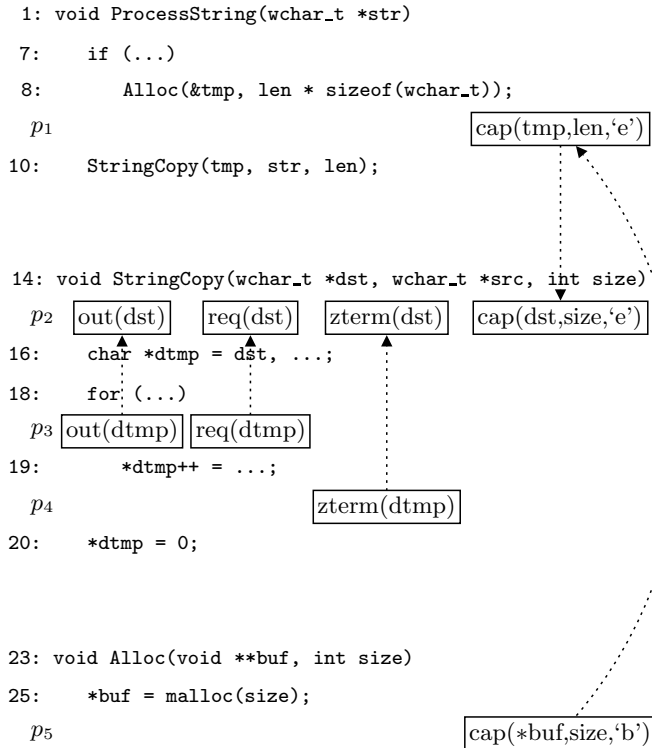 1: void ProcessString(wchar_t *str)
7: if (...)
8: Alloc(&tmp, len * sizeof(wchar_t));
p1 cap(tmp,len,‘e’)
10: StringCopy(tmp, str, len);
14: void StringCopy(wchar_t *dst, wchar_t *src, int size)
p2 out(dst) req(dst) zterm(dst) cap(dst,size,‘e’)
16: char *dtmp = dst, ...;
18: for (...)
p3 out(dtmp) req(dtmp)
19: *dtmp++ = ...;
p4 zterm(dtmp)
20: *dtmp = 0;
23: void Alloc(void **buf, int size)
25: *buf = malloc(size);
p5 cap(*buf,size,‘b’)